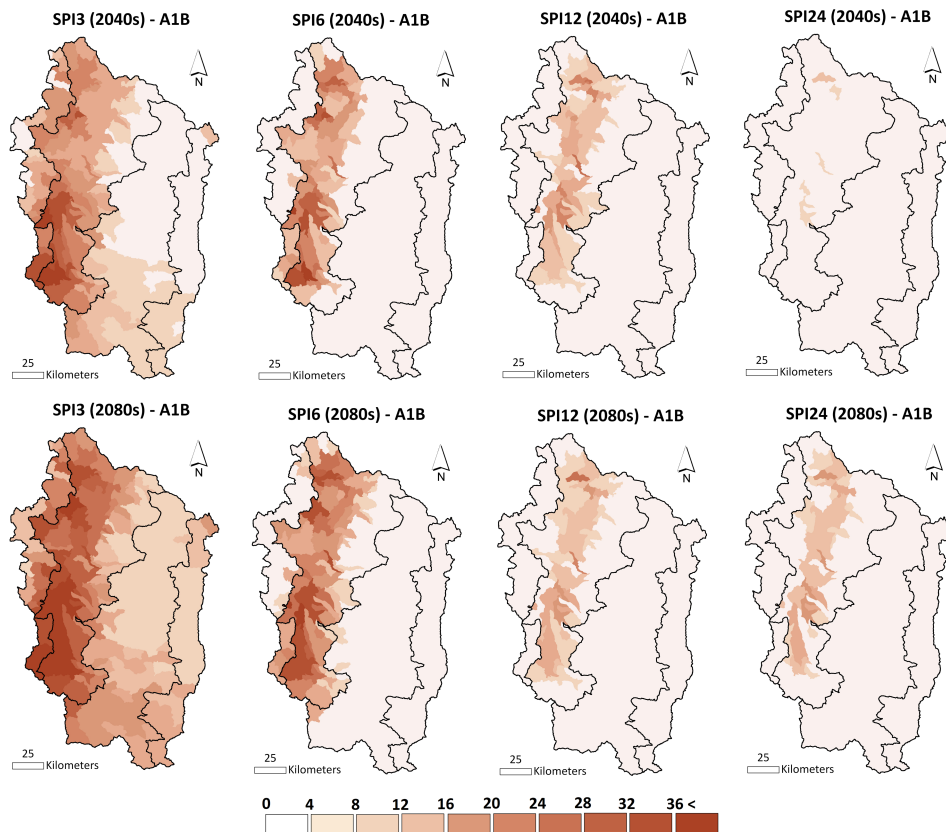 SPI3 (2040s) - A1B
SPI6 (2040s) - A1B
SPI12 (2040s) - A1B
SPI24 (2040s) - A1B
N
N
N
N
25
Kilometers
25
Kilometers
25
Kilometers
25
Kilometers
SPI3 (2080s) - A1B
SPI6 (2080s) - A1B
SPI12 (2080s) - A1B
SPI24 (2080s) - A1B
N
N
N
N
25
Kilometers
25
Kilometers
25
Kilometers
25
Kilometers
0 4 8 12 16 20 24 28 32 36 <